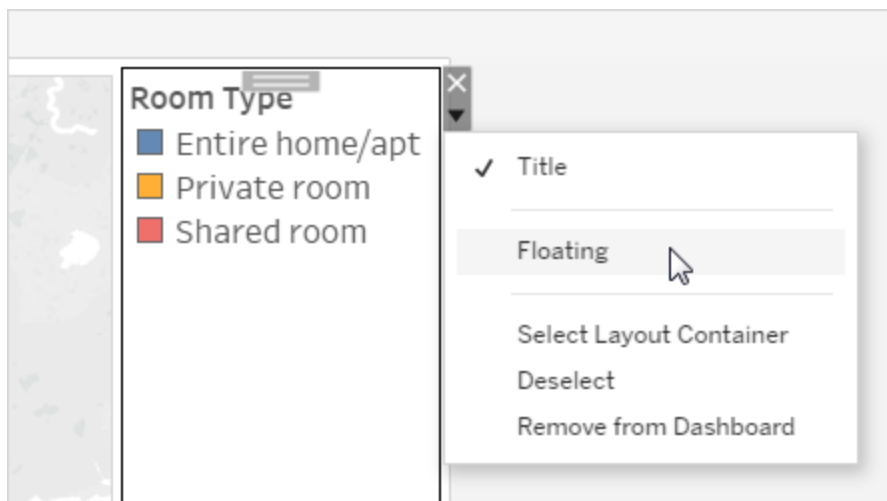 Room Type
Entire home/apt
Private room
Shared room
Title
Floating
Select Layout Container
Deselect
Remove from Dashboard